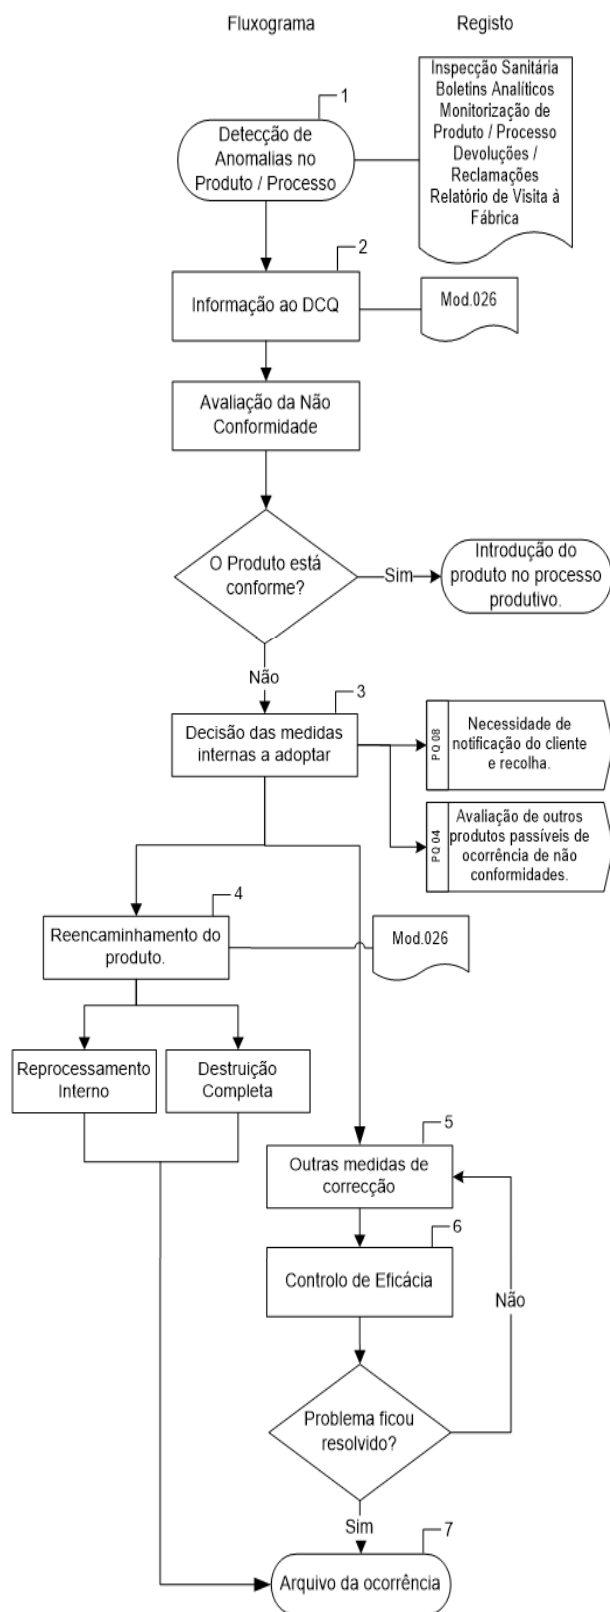 Fluxograma
Registo
1
Detecção de
Anomalias no
Produto / Processo
Inspecção Sanitária
Boletins Analíticos
Monitorização de
Produto / Processo
Devoluções /
Reclamações
Relatório de Visita à
Fábrica
2
Informação ao DCQ
Mod.026
Avaliação da Não
Conformidade
O Produto está
conforme?
Sim
Introdução do
produto no processo
produtivo.
Não
3
Decisão das medidas
internas a adoptar
PQ 08
Necessidade de
notificação do cliente
e recolha.
PQ 04
Avaliação de outros
produtos passíveis de
ocorrência de não
conformidades.
4
Reencaminhamento do
produto.
Mod.026
Reprocessamento
Interno
Destruição
Completa
5
Outras medidas de
correcção
6
Controlo de Eficácia
Não
Problema ficou
resolvido?
Sim
7
Arquivo da ocorrência